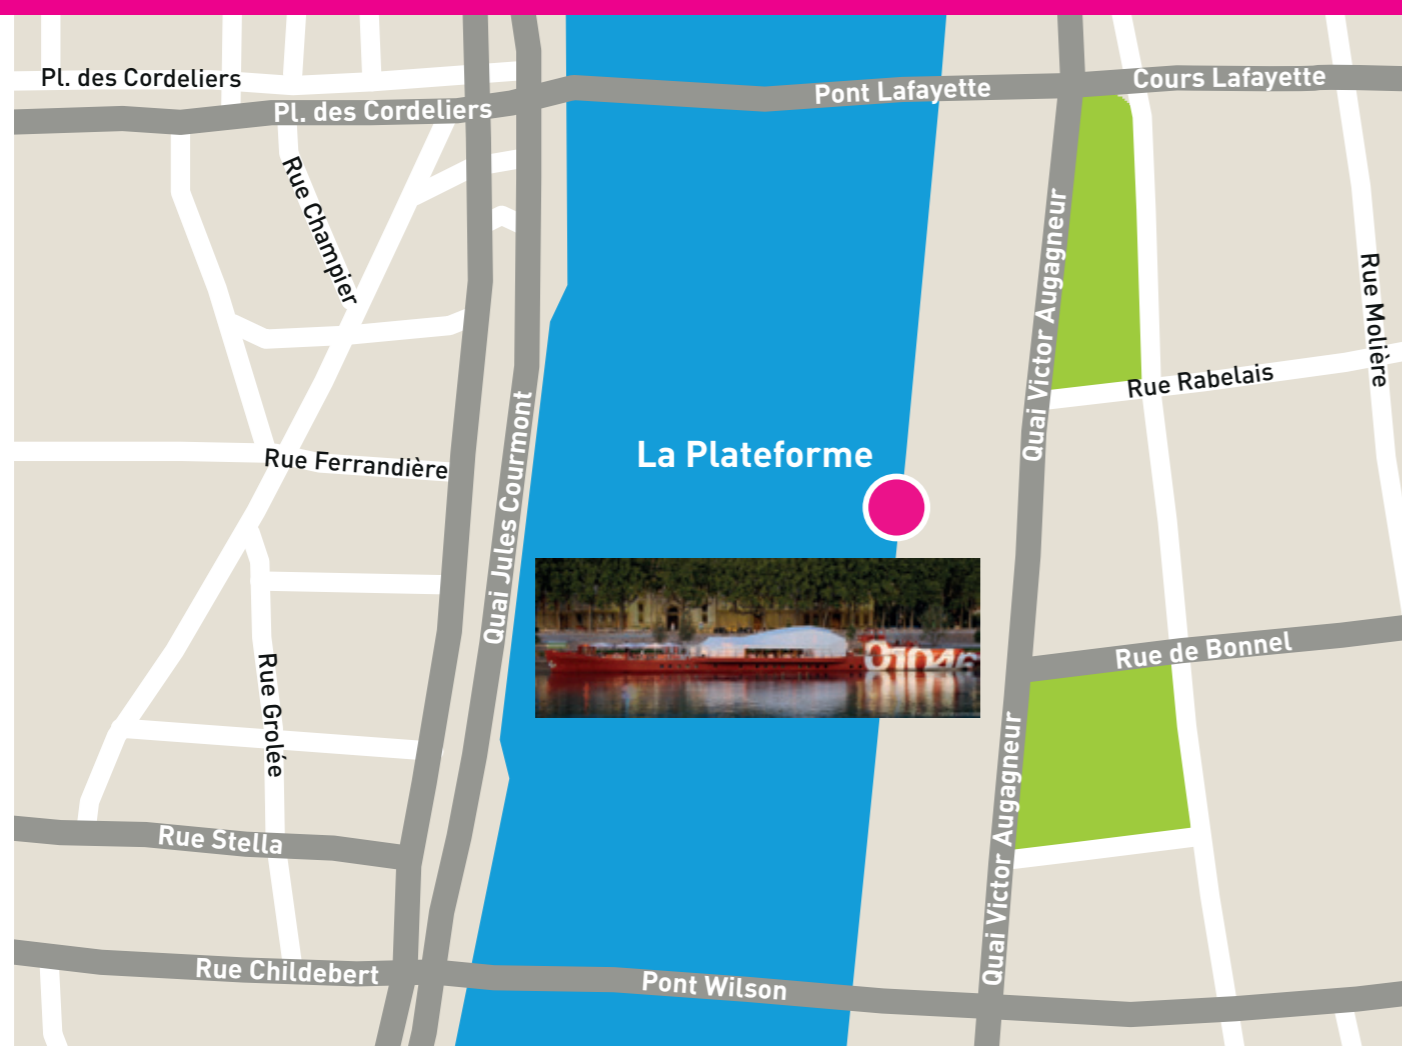 Pl. des Cordeliers
Pl. des Cordeliers
Pont Lafayette
Cours Lafayette
Rue Champier
Quai Victor Augagneur
Rue Molière
Rue Rabelais
Rue Ferrandière
Quai Jules Courmont
La Plateforme
Rue de Bonnel
Rue Grolée
Quai Victor Augagneur
Rue Stella
Rue Childebert
Pont Wilson